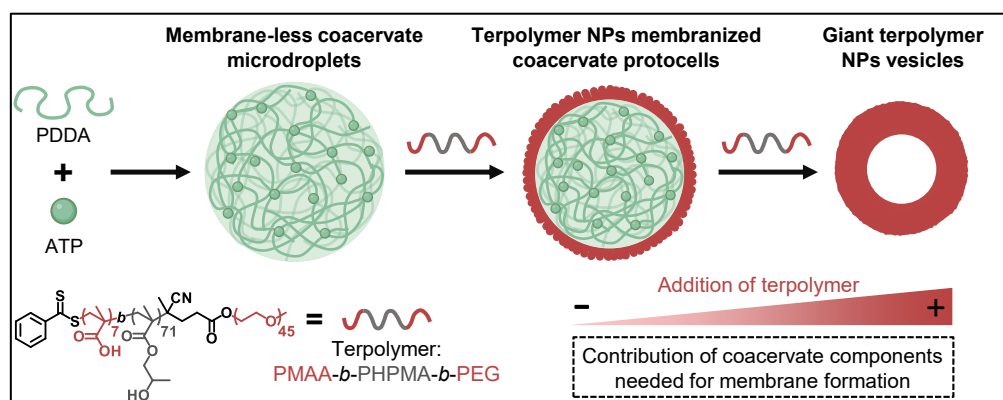 Membrane-less coacervate
microdroplets
Terpolymer NPs membranized
coacervate protocells
Giant terpolymer
NPs vesicles
PDDA
+
ATP
S
S
7
b
71
CN
O
O
O
45
O
OH
O
O
HO
=
Terpolymer:
PMAA-b-PHPMA-b-PEG
Addition of terpolymer
-
+
Contribution of coacervate components
needed for membrane formation